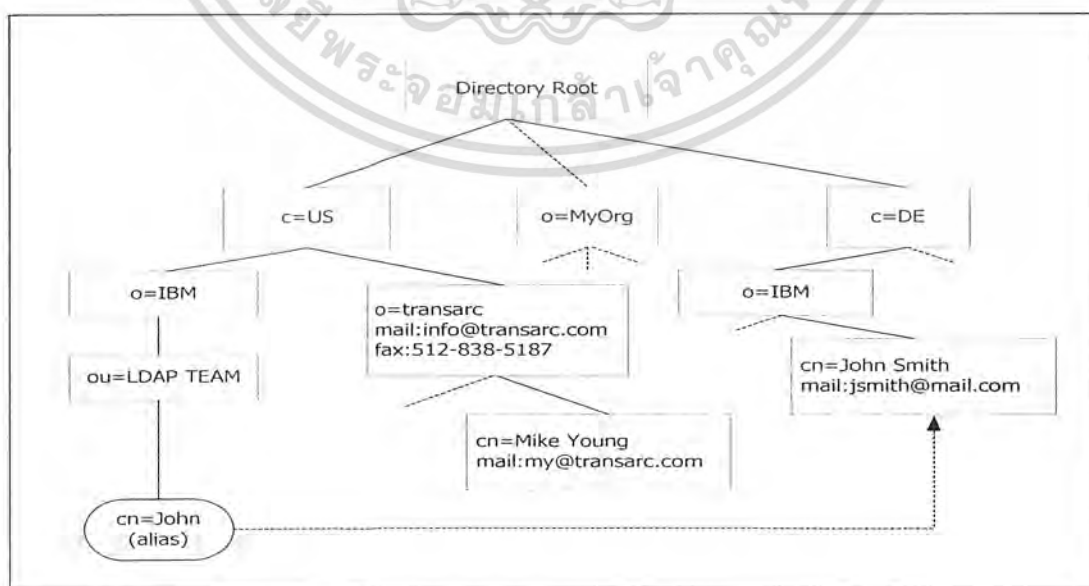 Directory Root
c=US
o=MyOrg
c=DE
o=IBM
o=transarc
mail:info@transarc.com
fax:512-838-5187
o=IBM
ou=LDAP TEAM
cn=John Smith
mail:jsmith@mail.com
cn=Mike Young
mail:my@transarc.com
cn=John
(alias)